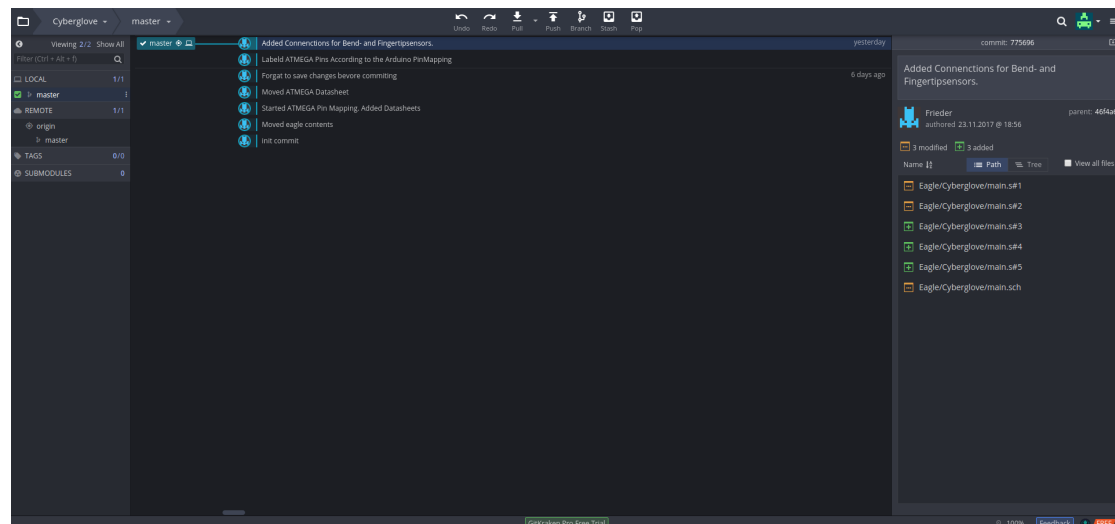 Cyberglove
master
Undo
Redo
Pull
Push
Branch
Stash
Pop
Viewing 2/2 Show All
Filter (Ctrl + Alt + f)
LOCAL 1/1
master
REMOTE 1/1
origin
master
TAGS 0/0
SUBMODULES 0
master
Added Connenctions for Bend- and Fingertipsensors. yesterday
Labeld ATMEGA Pins According to the Arduino PinMapping
Forgat to save changes bevore commiting 6 days ago
Moved ATMEGA Datasheet
Started ATMEGA Pin Mapping. Added Datasheets
Moved eagle contents
init commit
commit: 775696
Added Connenctions for Bend- and
Fingertipsensors.
Frieder parent:
authored 23.11.2017 @ 18:56
3 modified 3 added
Name Path Tree View all files
Eagle/Cyberglove/main.s#1
Eagle/Cyberglove/main.s#2
Eagle/Cyberglove/main.s#3
Eagle/Cyberglove/main.s#4
Eagle/Cyberglove/main.s#5
Eagle/Cyberglove/main.sch
GitKraken Pro Free Trial
100% Feedback FREE